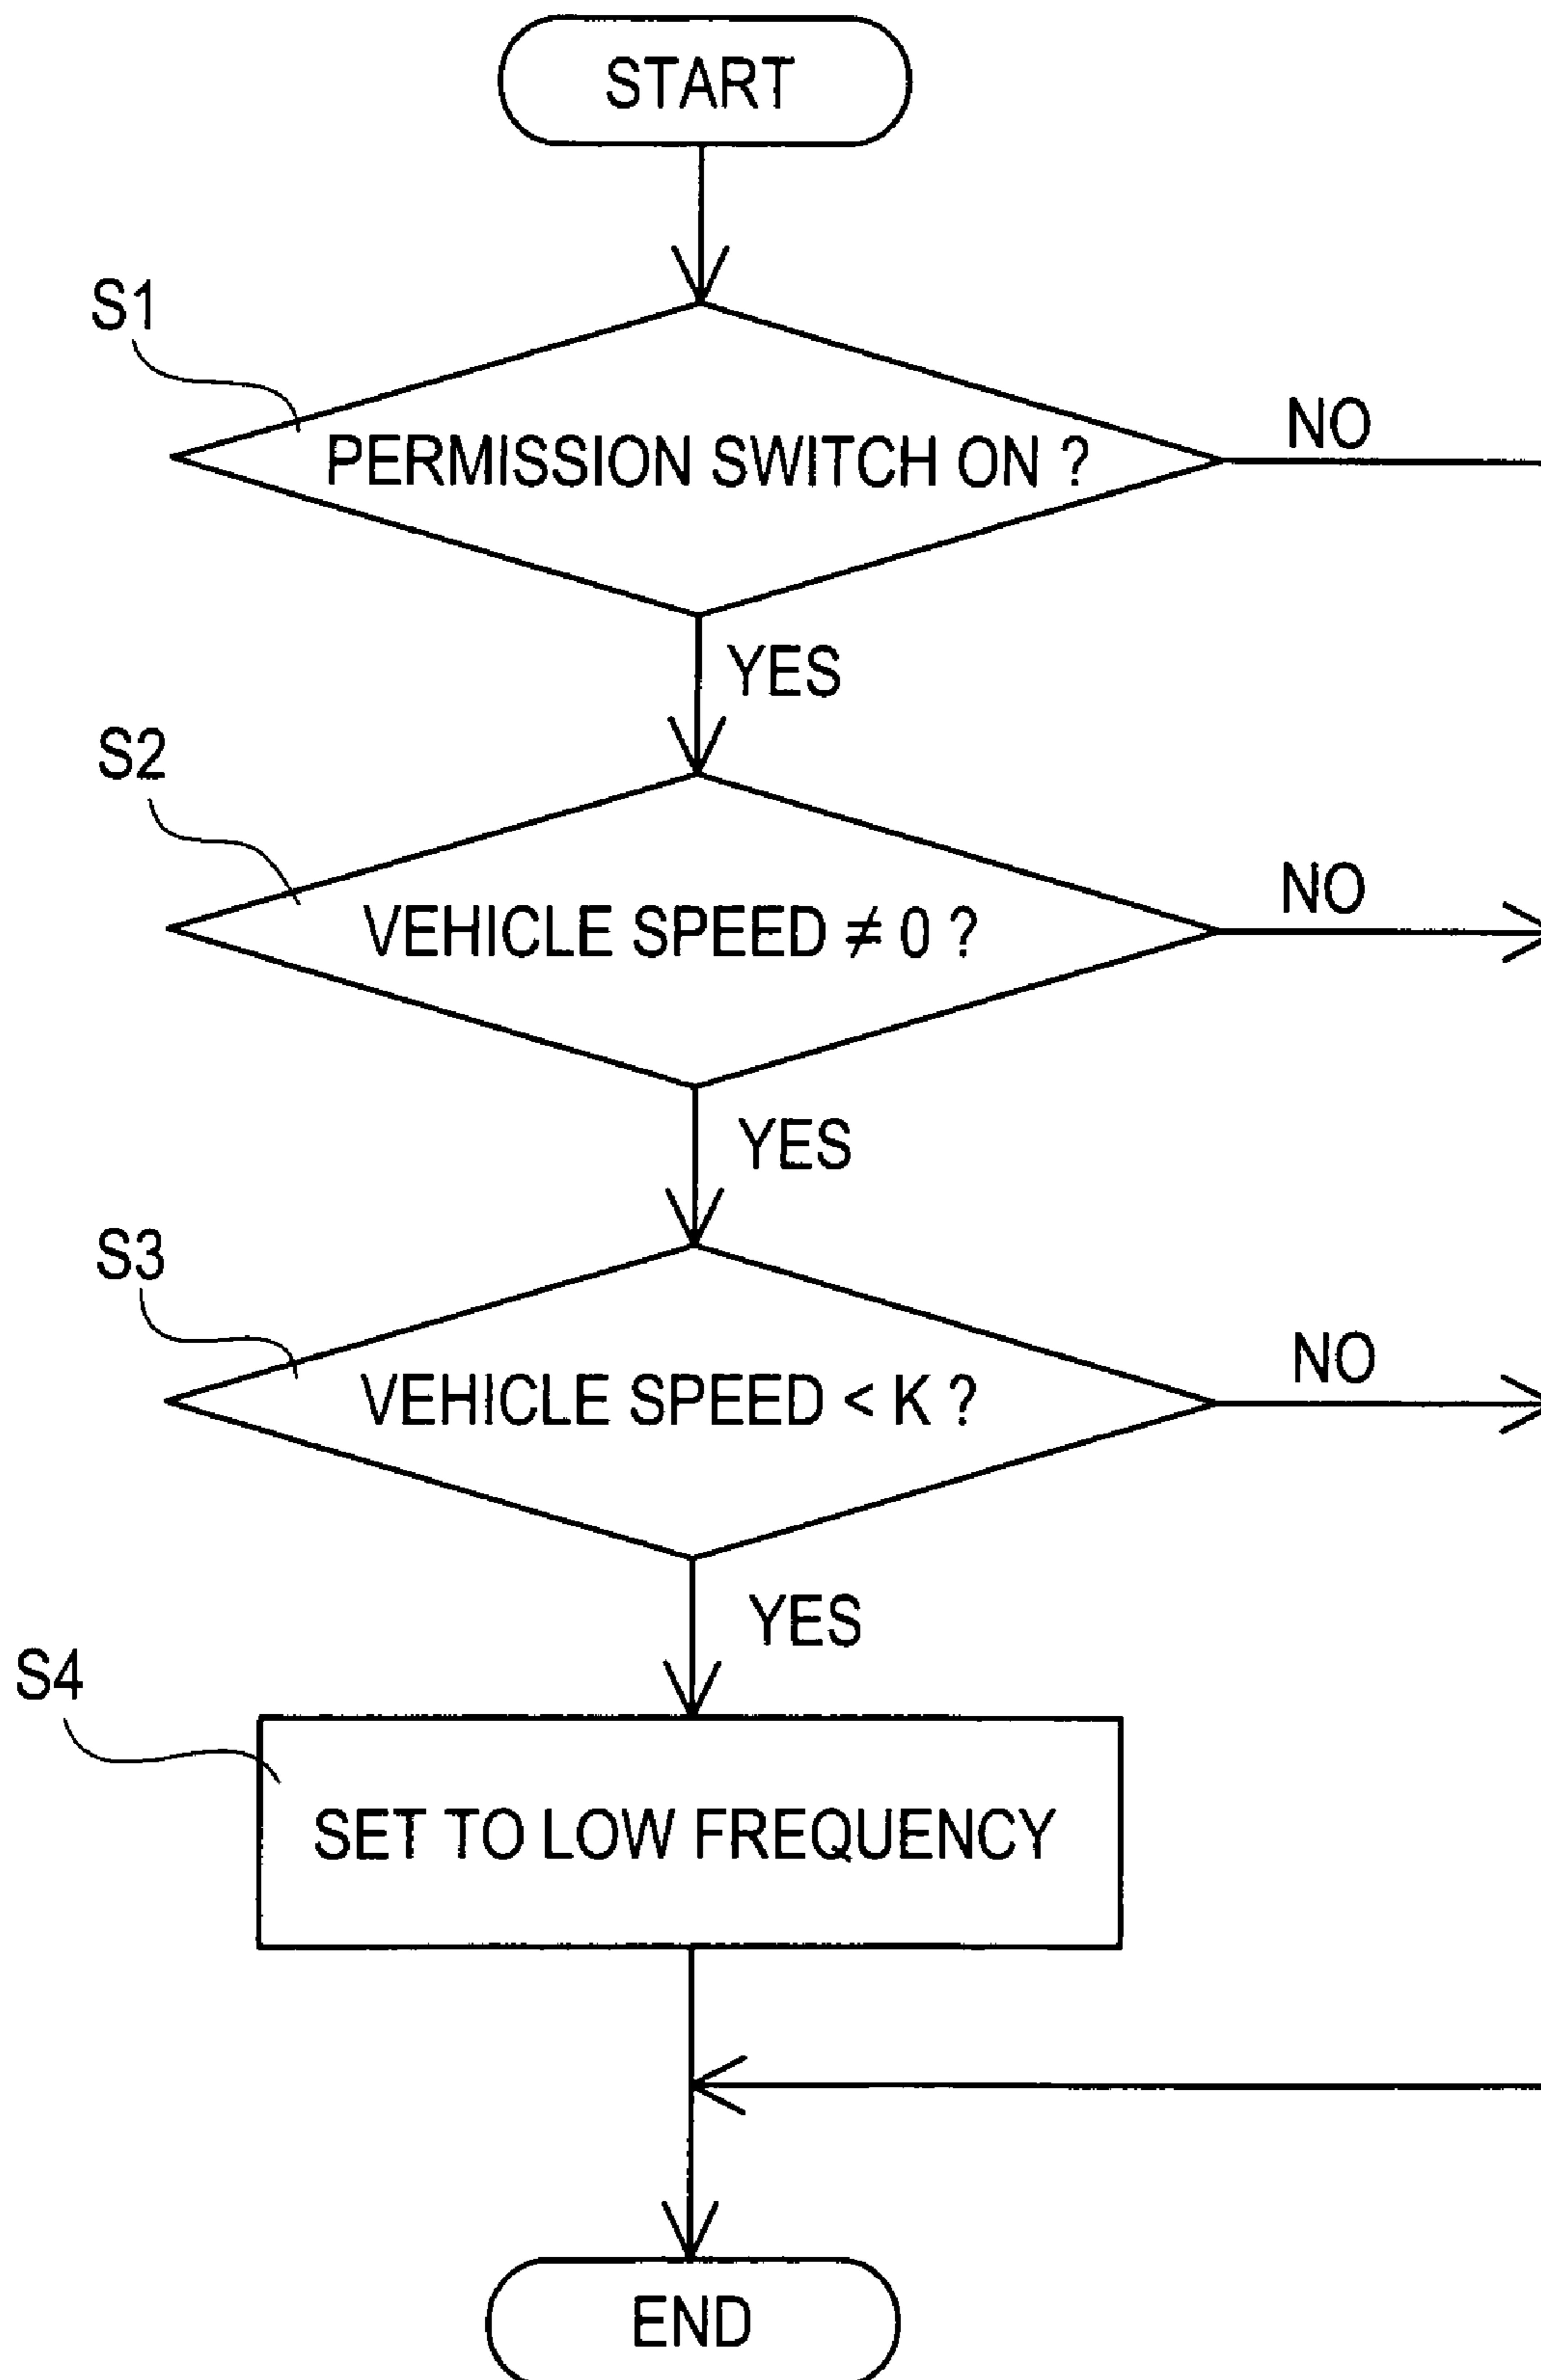 START
S1
PERMISSION SWITCH ON ?
NO
YES
S2
VEHICLE SPEED ≠ 0 ?
NO
YES
S3
VEHICLE SPEED < K ?
NO
YES
S4
SET TO LOW FREQUENCY
END